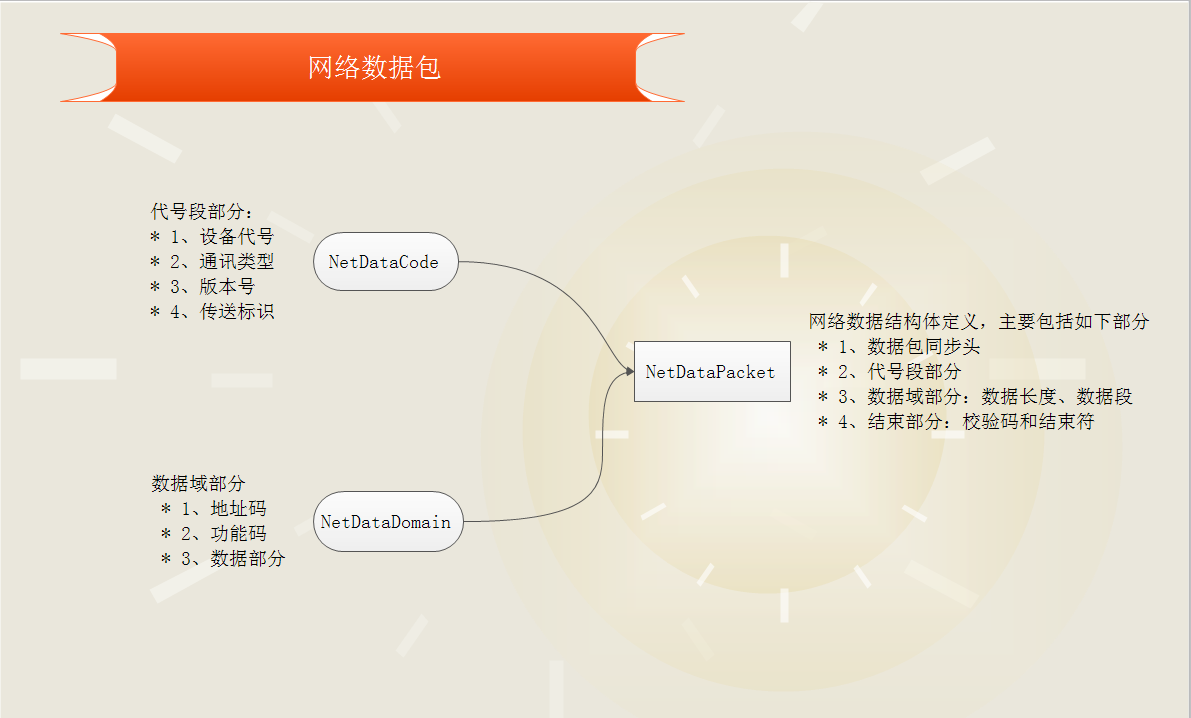 网络数据包
代号段部分:
* 1、设备代号
* 2、通讯类型
* 3、版本号
* 4、传送标识
NetDataCode
网络数据结构体定义，主要包括如下部分
* 1、数据包同步头
* 2、代号段部分
* 3、数据域部分：数据长度、数据段
* 4、结束部分：校验码和结束符
NetDataPacket
数据域部分
* 1、地址码
* 2、功能码
* 3、数据部分
NetDataDomain